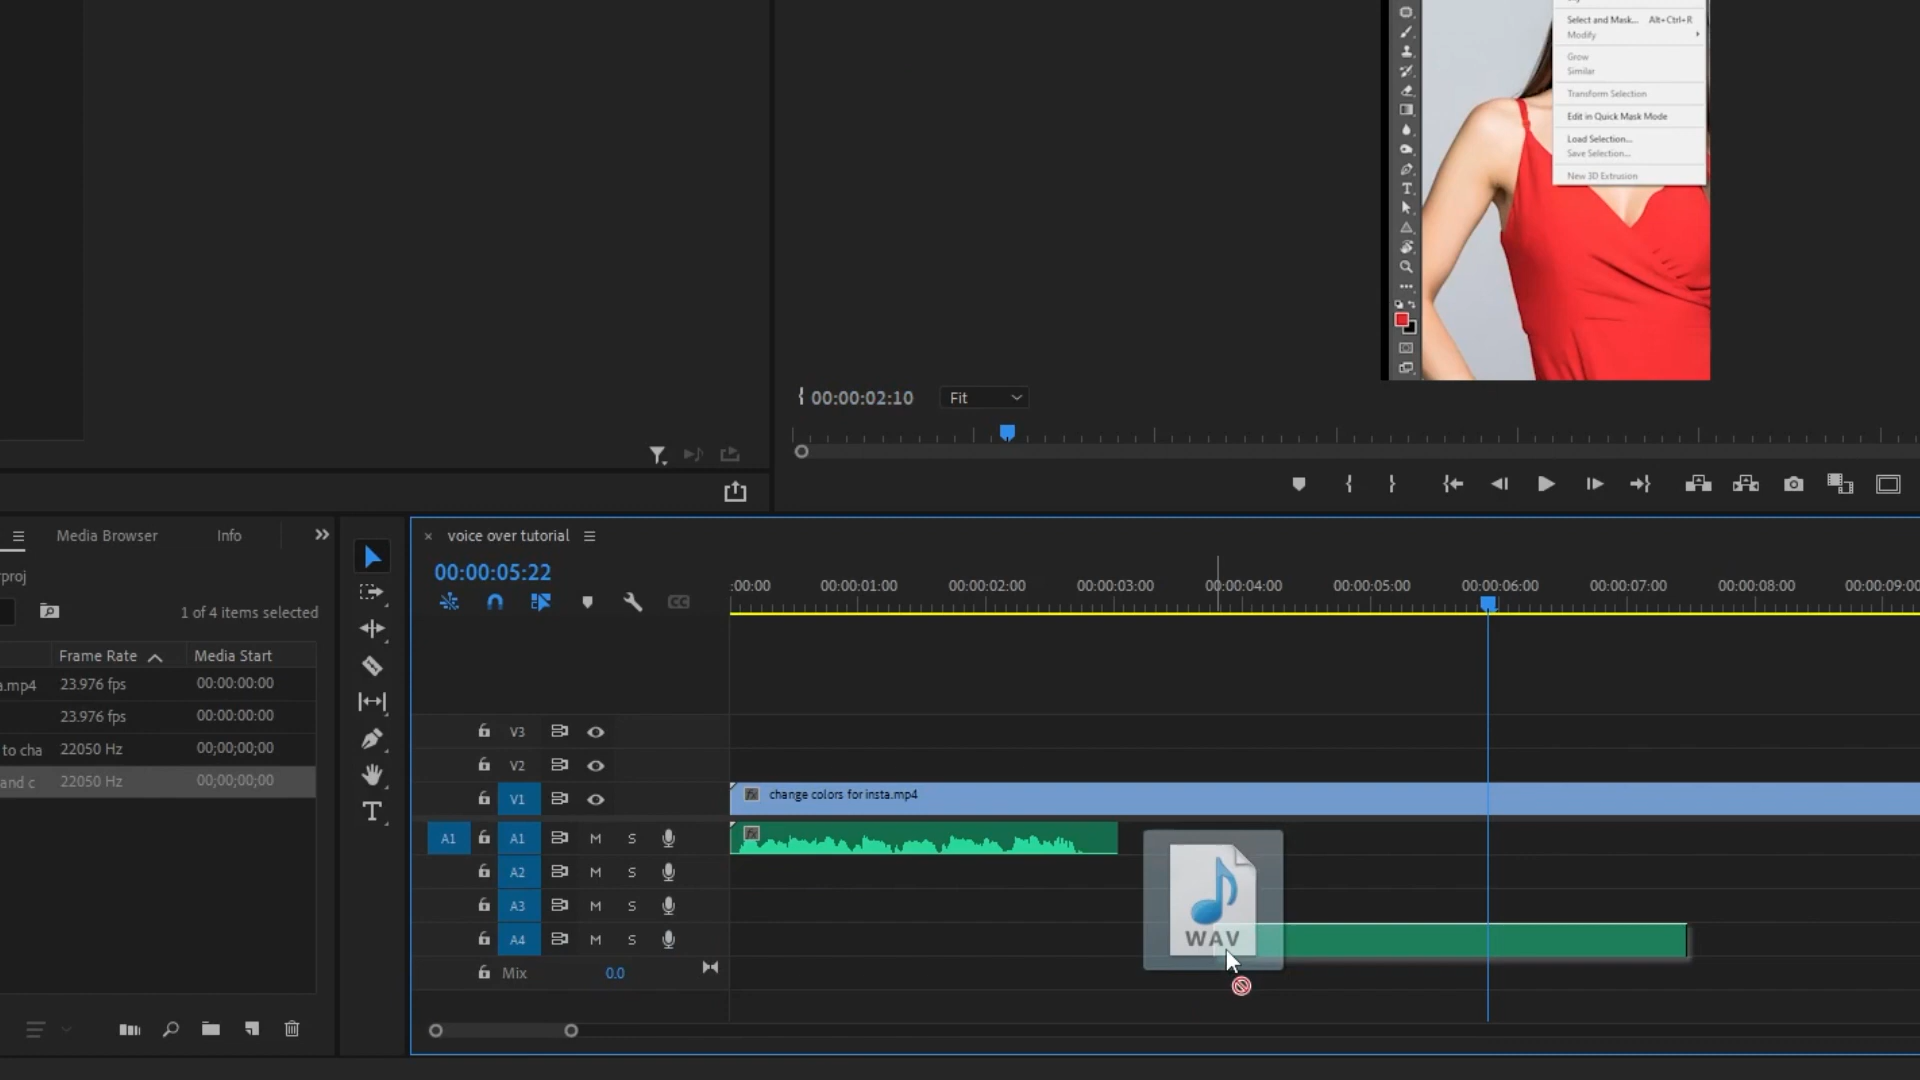 Select and Mask... Alt+Ctrl+R
Modify
Grow
Similar
Transform Selection
Edit in Quick Mask Mode
Load Selection...
Save Selection...
New 3D Extrusion
00:00:02:10
Fit
Media Browser
Info
proj
1 of 4 items selected
Frame Rate
Media Start
a.mp4
23.976 fps
00:00:00:00
23.976 fps
00:00:00:00
to cha
22050 Hz
00;00;00;00
and c
22050 Hz
00;00;00;00
× voice over tutorial
00:00:05:22
:00:00
00:00:01:00
00:00:02:00
00:00:03:00
00:00:04:00
00:00:05:00
00:00:06:00
00:00:07:00
00:00:08:00
00:00:09:00
CC
V3
V2
V1
fx change colors for insta.mp4
A1
A1
M
S
fx
A2
M
S
A3
M
S
A4
M
S
WAV
Mix
0.0